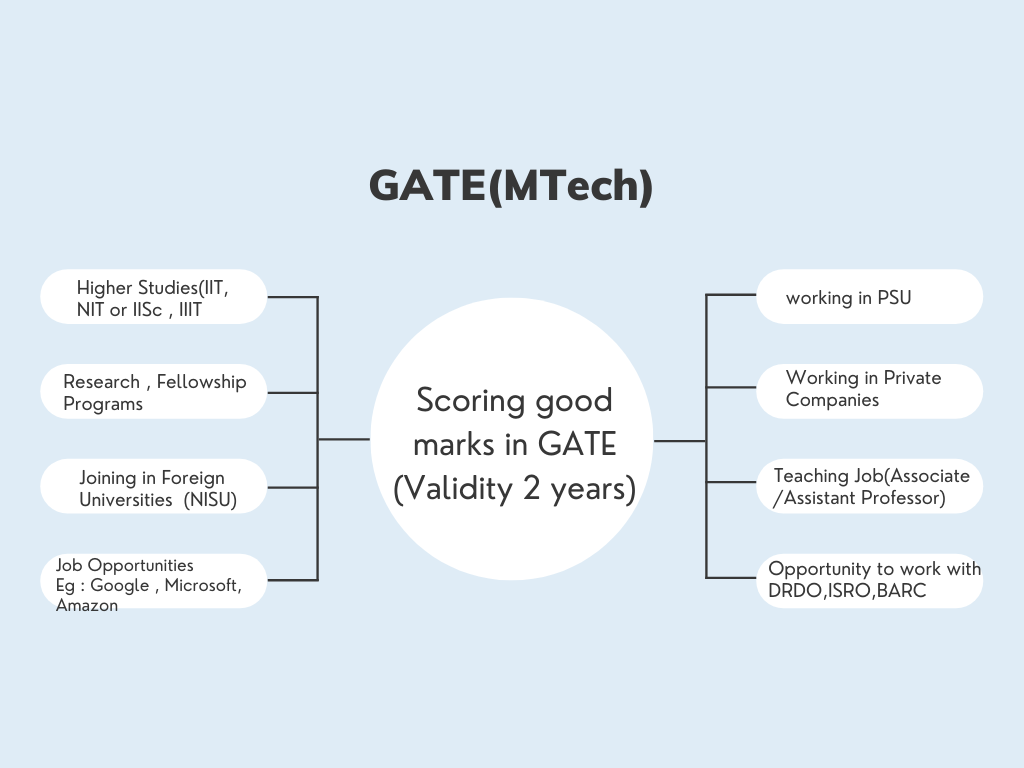 GATE(MTech)
Higher Studies(IIT,
NIT or IISc , IIIT
Research , Fellowship
Programs
Joining in Foreign
Universities  (NISU)
Job Opportunities
Eg : Google , Microsoft,
Amazon
Scoring good
marks in GATE
(Validity 2 years)
working in PSU
Working in Private
Companies
Teaching Job(Associate
/Assistant Professor)
Opportunity to work with
DRDO,ISRO,BARC